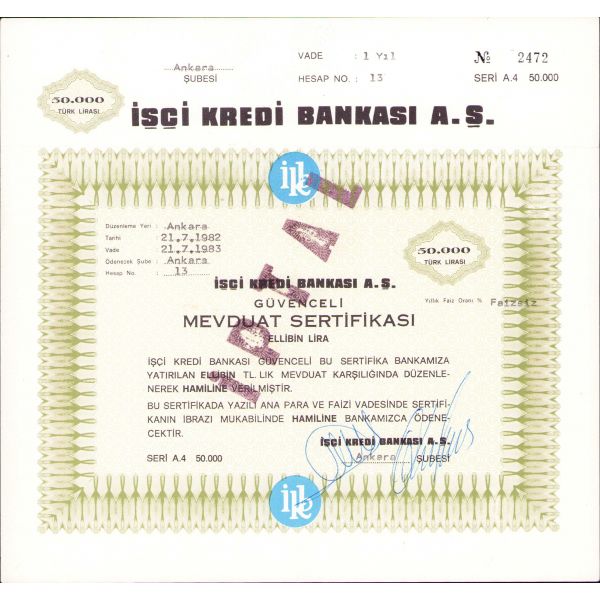 Ankara
ŞUBESİ
VADE : 1 Yıl
HESAP NO. : 13
№ 2472
SERİ A.4 50.000
50.000
TÜRK LİRASI
İŞÇİ KREDİ BANKASI A.Ş.
ikb
Düzenleme Yeri : Ankara
Tarihi : 21.7.1982
Vade : 21.7.1983
Ödenecek Şube : Ankara
Hesap No. : 13
50.000
TÜRK LİRASI
İPTAL
İŞÇİ KREDİ BANKASI A.Ş.
GÜVENCELİ
MEVDUAT SERTİFİKASI
ELLİBİN LİRA
Yıllık Faiz Oranı % Faizsiz
İŞÇİ KREDİ BANKASI GÜVENCELİ BU SERTİFİKA BANKAMIZA
YATIRILAN ELLİBİN TL. LIK MEVDUAT KARŞILIĞINDA DÜZENLE-
NEREK HAMİLİNE VERİLMİŞTİR.
BU SERTİFİKADA YAZILI ANA PARA VE FAİZİ VADESİNDE SERTİFİ-
KANIN İBRAZI MUKABİLİNDE HAMİLİNE BANKAMIZCA ÖDENE-
CEKTİR.
İŞÇİ KREDİ BANKASI A.Ş.
SERİ A.4 50.000
Ankara ŞUBESİ
ikb